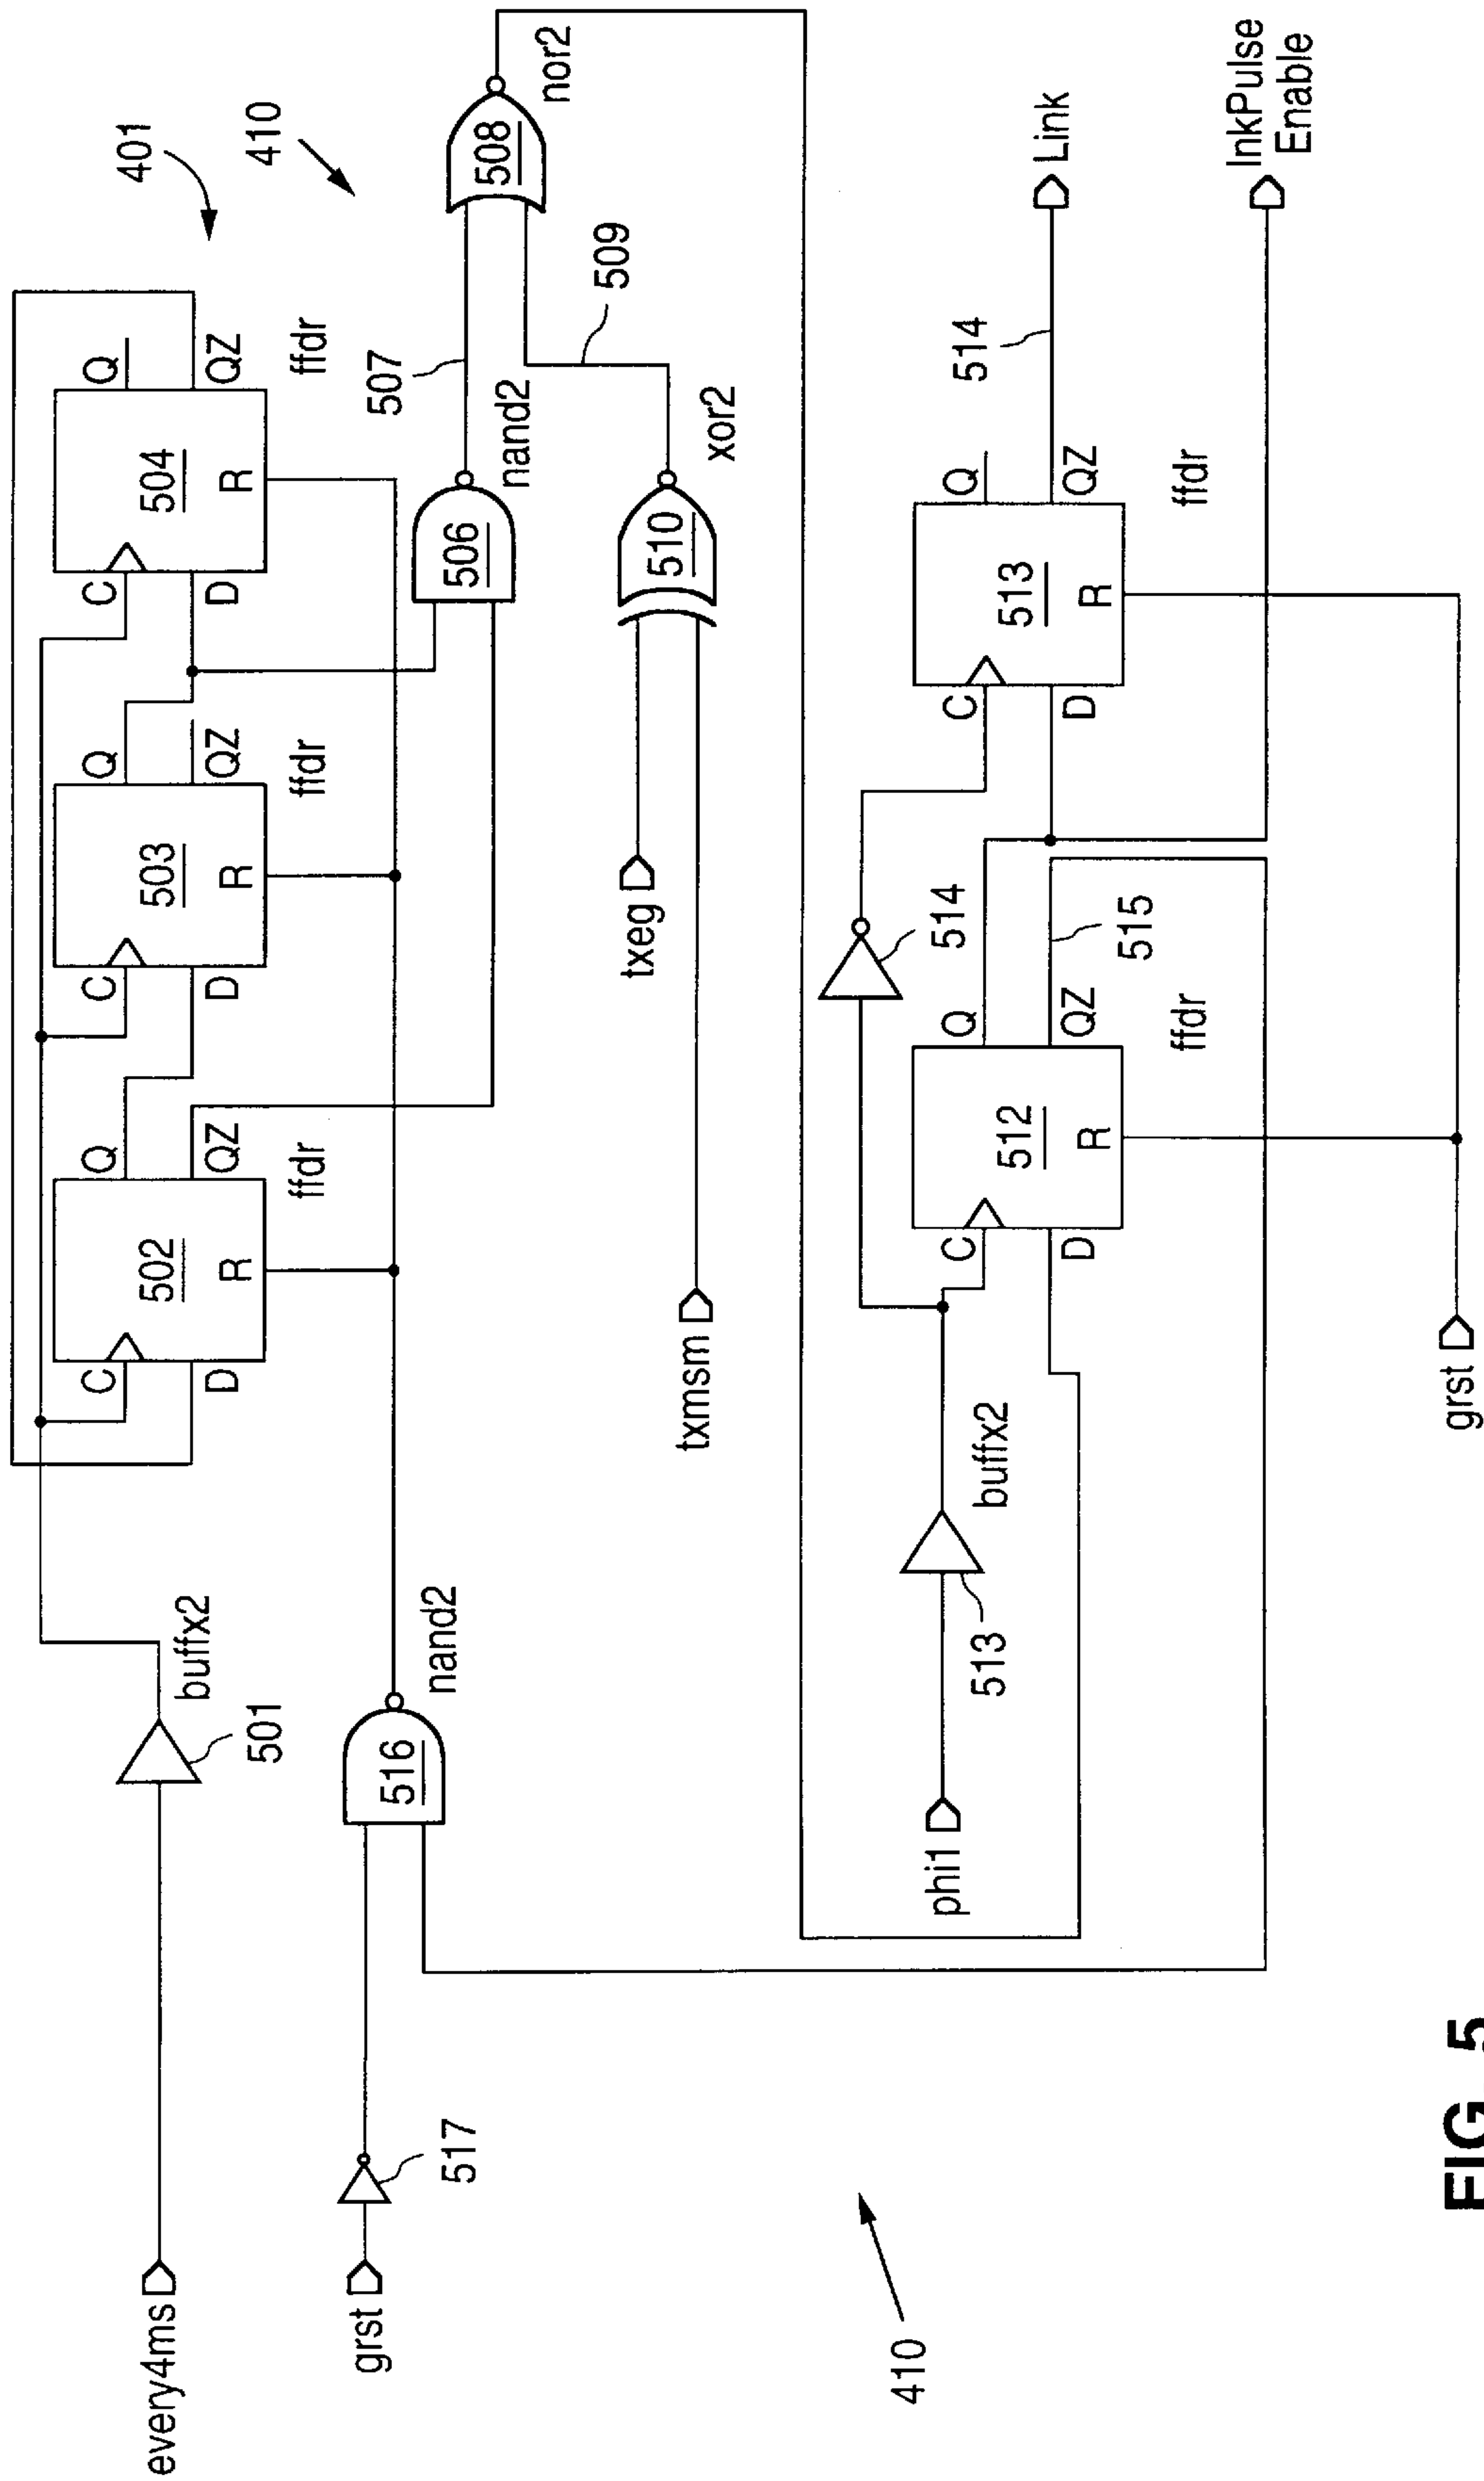 401
410
every4ms
buffx2
501
C
D
502
R
Q
QZ
ffdr
C
D
503
R
Q
QZ
ffdr
C
D
504
R
Q
QZ
ffdr
grst
517
516
nand2
506
nand2
507
508
nor2
509
txeg
txmsm
510
xor2
410
phi1
513
buffx2
514
C
D
512
R
Q
QZ
ffdr
515
C
D
513
R
Q
QZ
ffdr
514
Link
lnkPulse
Enable
grst
FIG. 5